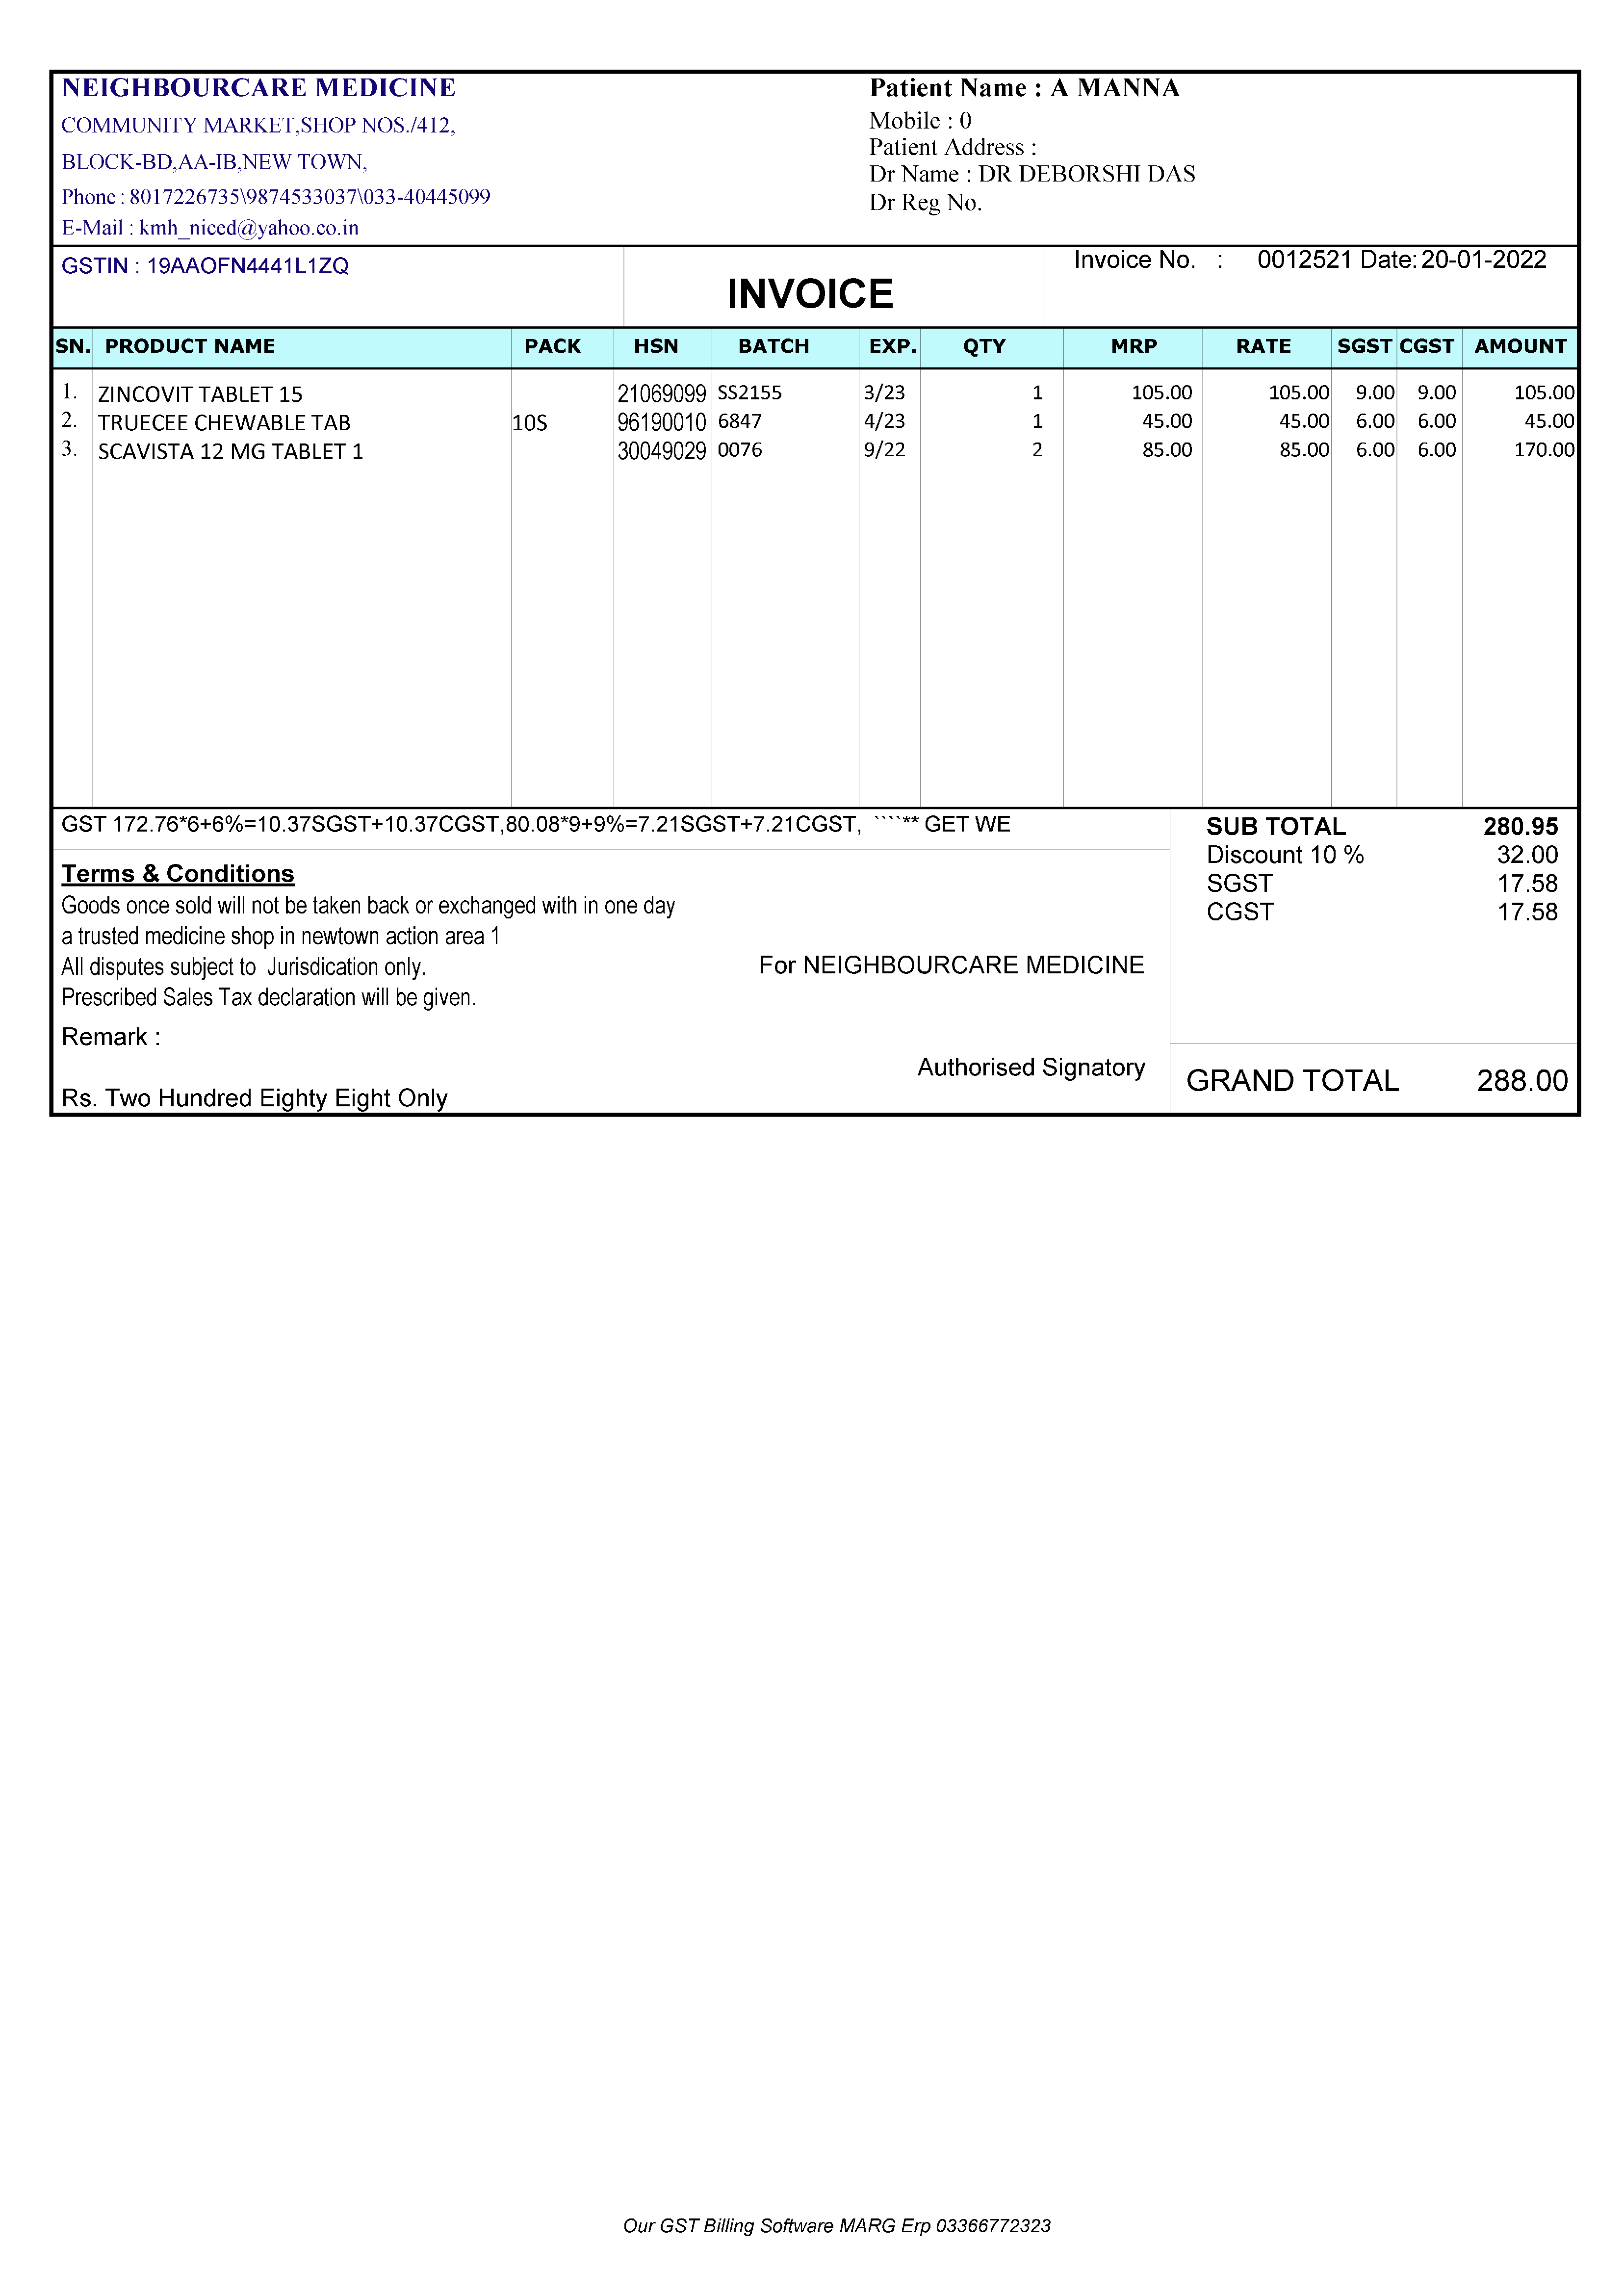 NEIGHBOURCARE MEDICINE
COMMUNITY MARKET,SHOP NOS./412,
BLOCK-BD,AA-IB,NEW TOWN,
Phone : 8017226735\9874533037\033-40445099
E-Mail : kmh_niced@yahoo.co.in
Patient Name : A MANNA
Mobile : 0
Patient Address :
Dr Name : DR DEBORSHI DAS
Dr Reg No.
GSTIN : 19AAOFN4441L1ZQ
INVOICE
Invoice No. : 0012521 Date: 20-01-2022
SN. PRODUCT NAME PACK HSN BATCH EXP. QTY MRP RATE SGST CGST AMOUNT
1. ZINCOVIT TABLET 15 21069099 SS2155 3/23 1 105.00 105.00 9.00 9.00 105.00
2. TRUECEE CHEWABLE TAB 10S 96190010 6847 4/23 1 45.00 45.00 6.00 6.00 45.00
3. SCAVISTA 12 MG TABLET 1 30049029 0076 9/22 2 85.00 85.00 6.00 6.00 170.00
GST 172.76*6+6%=10.37SGST+10.37CGST,80.08*9+9%=7.21SGST+7.21CGST, ````** GET WE
Terms & Conditions
Goods once sold will not be taken back or exchanged with in one day
a trusted medicine shop in newtown action area 1
All disputes subject to Jurisdication only.
Prescribed Sales Tax declaration will be given.
Remark :
Rs. Two Hundred Eighty Eight Only
For NEIGHBOURCARE MEDICINE
Authorised Signatory
SUB TOTAL 280.95
Discount 10 % 32.00
SGST 17.58
CGST 17.58
GRAND TOTAL 288.00
Our GST Billing Software MARG Erp 03366772323